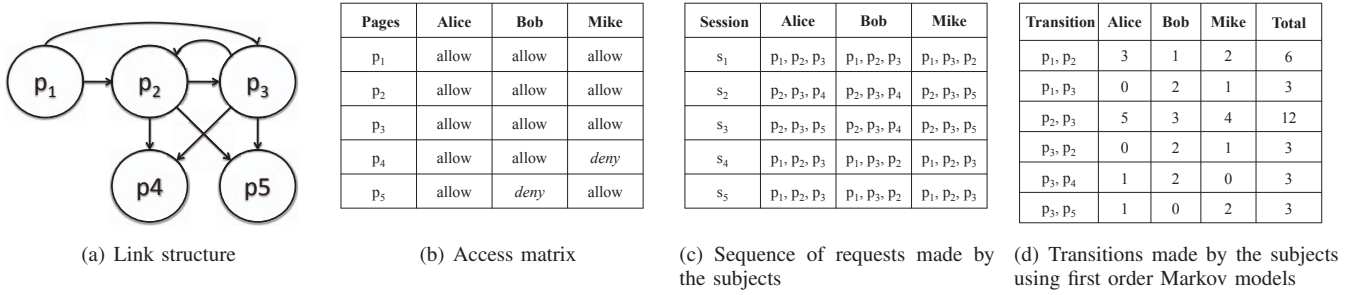 p1
p2
p3
p4
p5
(a) Link structure
Pages Alice Bob Mike
p1 allow allow allow
p2 allow allow allow
p3 allow allow allow
p4 allow allow deny
p5 allow deny allow
(b) Access matrix
Session Alice Bob Mike
s1 p1, p2, p3 p1, p2, p3 p1, p3, p2
s2 p2, p3, p4 p2, p3, p4 p2, p3, p5
s3 p2, p3, p5 p2, p3, p4 p2, p3, p5
s4 p1, p2, p3 p1, p3, p2 p1, p2, p3
s5 p1, p2, p3 p1, p3, p2 p1, p2, p3
(c) Sequence of requests made by
the subjects
Transition Alice Bob Mike Total
p1, p2 3 1 2 6
p1, p3 0 2 1 3
p2, p3 5 3 4 12
p3, p2 0 2 1 3
p3, p4 1 2 0 3
p3, p5 1 0 2 3
(d) Transitions made by the subjects
using first order Markov models